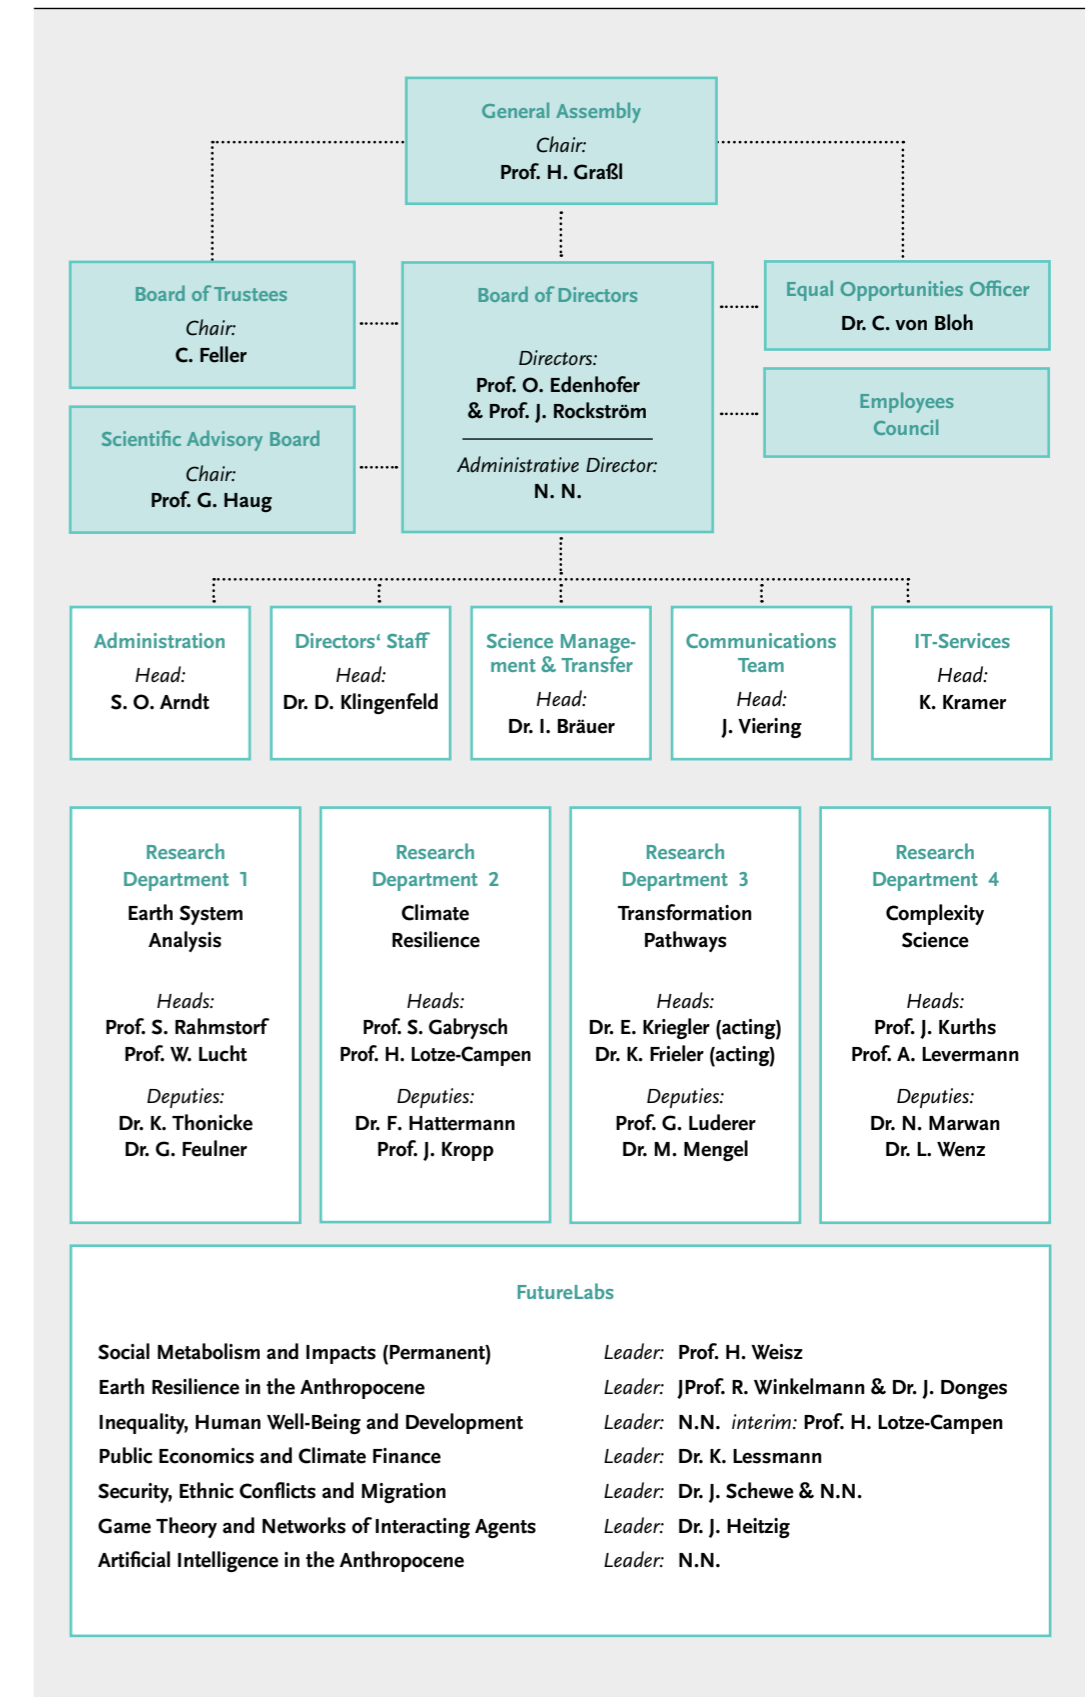 General Assembly
Chair:
Prof. H. Graßl
Board of Trustees
Chair:
C. Feller
Scientific Advisory Board
Chair:
Prof. G. Haug
Board of Directors
Directors:
Prof. O. Edenhofer
& Prof. J. Rockström
Administrative Director:
N. N.
Equal Opportunities Officer
Dr. C. von Bloh
Employees
Council
Administration
Head:
S. O. Arndt
Directors‘ Staff
Head:
Dr. D. Klingenfeld
Science Manage-
ment & Transfer
Head:
Dr. I. Bräuer
Communications
Team
Head:
J. Viering
IT-Services
Head:
K. Kramer
Research
Department 1
Earth System
Analysis
Heads:
Prof. S. Rahmstorf
Prof. W. Lucht
Deputies:
Dr. K. Thonicke
Dr. G. Feulner
Research
Department 2
Climate
Resilience
Heads:
Prof. S. Gabrysch
Prof. H. Lotze-Campen
Deputies:
Dr. F. Hattermann
Prof. J. Kropp
Research
Department 3
Transformation
Pathways
Heads:
Dr. E. Kriegler (acting)
Dr. K. Frieler (acting)
Deputies:
Prof. G. Luderer
Dr. M. Mengel
Research
Department 4
Complexity
Science
Heads:
Prof. J. Kurths
Prof. A. Levermann
Deputies:
Dr. N. Marwan
Dr. L. Wenz
FutureLabs
Social Metabolism and Impacts (Permanent) Leader: Prof. H. Weisz
Earth Resilience in the Anthropocene Leader: JProf. R. Winkelmann & Dr. J. Donges
Inequality, Human Well-Being and Development Leader: N.N. interim: Prof. H. Lotze-Campen
Public Economics and Climate Finance Leader: Dr. K. Lessmann
Security, Ethnic Conflicts and Migration Leader: Dr. J. Schewe & N.N.
Game Theory and Networks of Interacting Agents Leader: Dr. J. Heitzig
Artificial Intelligence in the Anthropocene Leader: N.N.